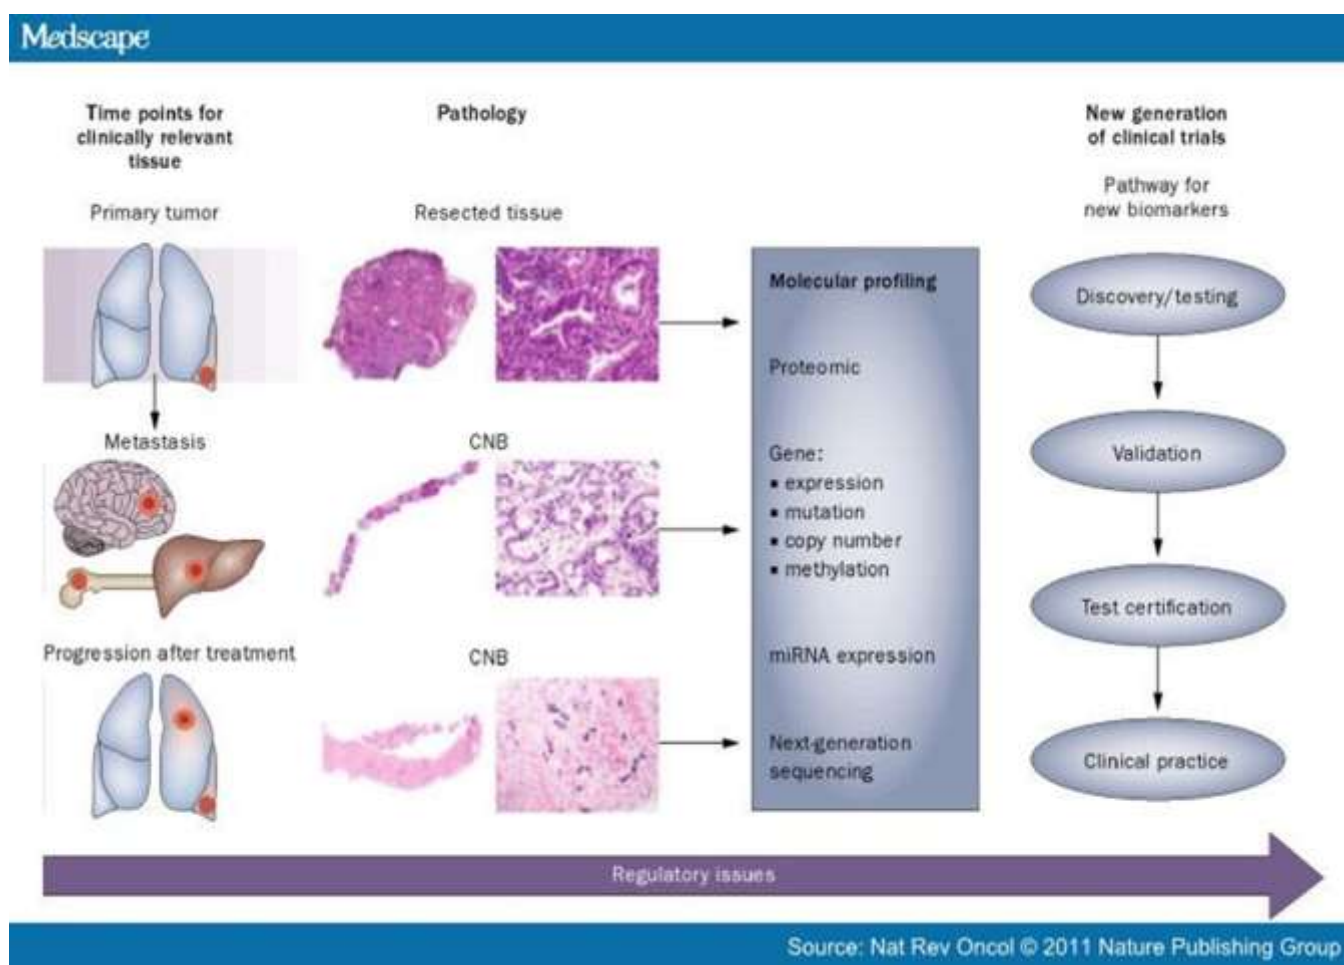 Medscape
Time points for
clinically relevant
tissue
Primary tumor
Metastasis
Progression after treatment
Pathology
Resected tissue
CNB
CNB
Molecular profiling
Proteomic
Gene:
▪ expression
▪ mutation
▪ copy number
▪ methylation
miRNA expression
Next-generation
sequencing
New generation
of clinical trials
Pathway for
new biomarkers
Discovery/testing
Validation
Test certification
Clinical practice
Regulatory issues
Source: Nat Rev Oncol © 2011 Nature Publishing Group